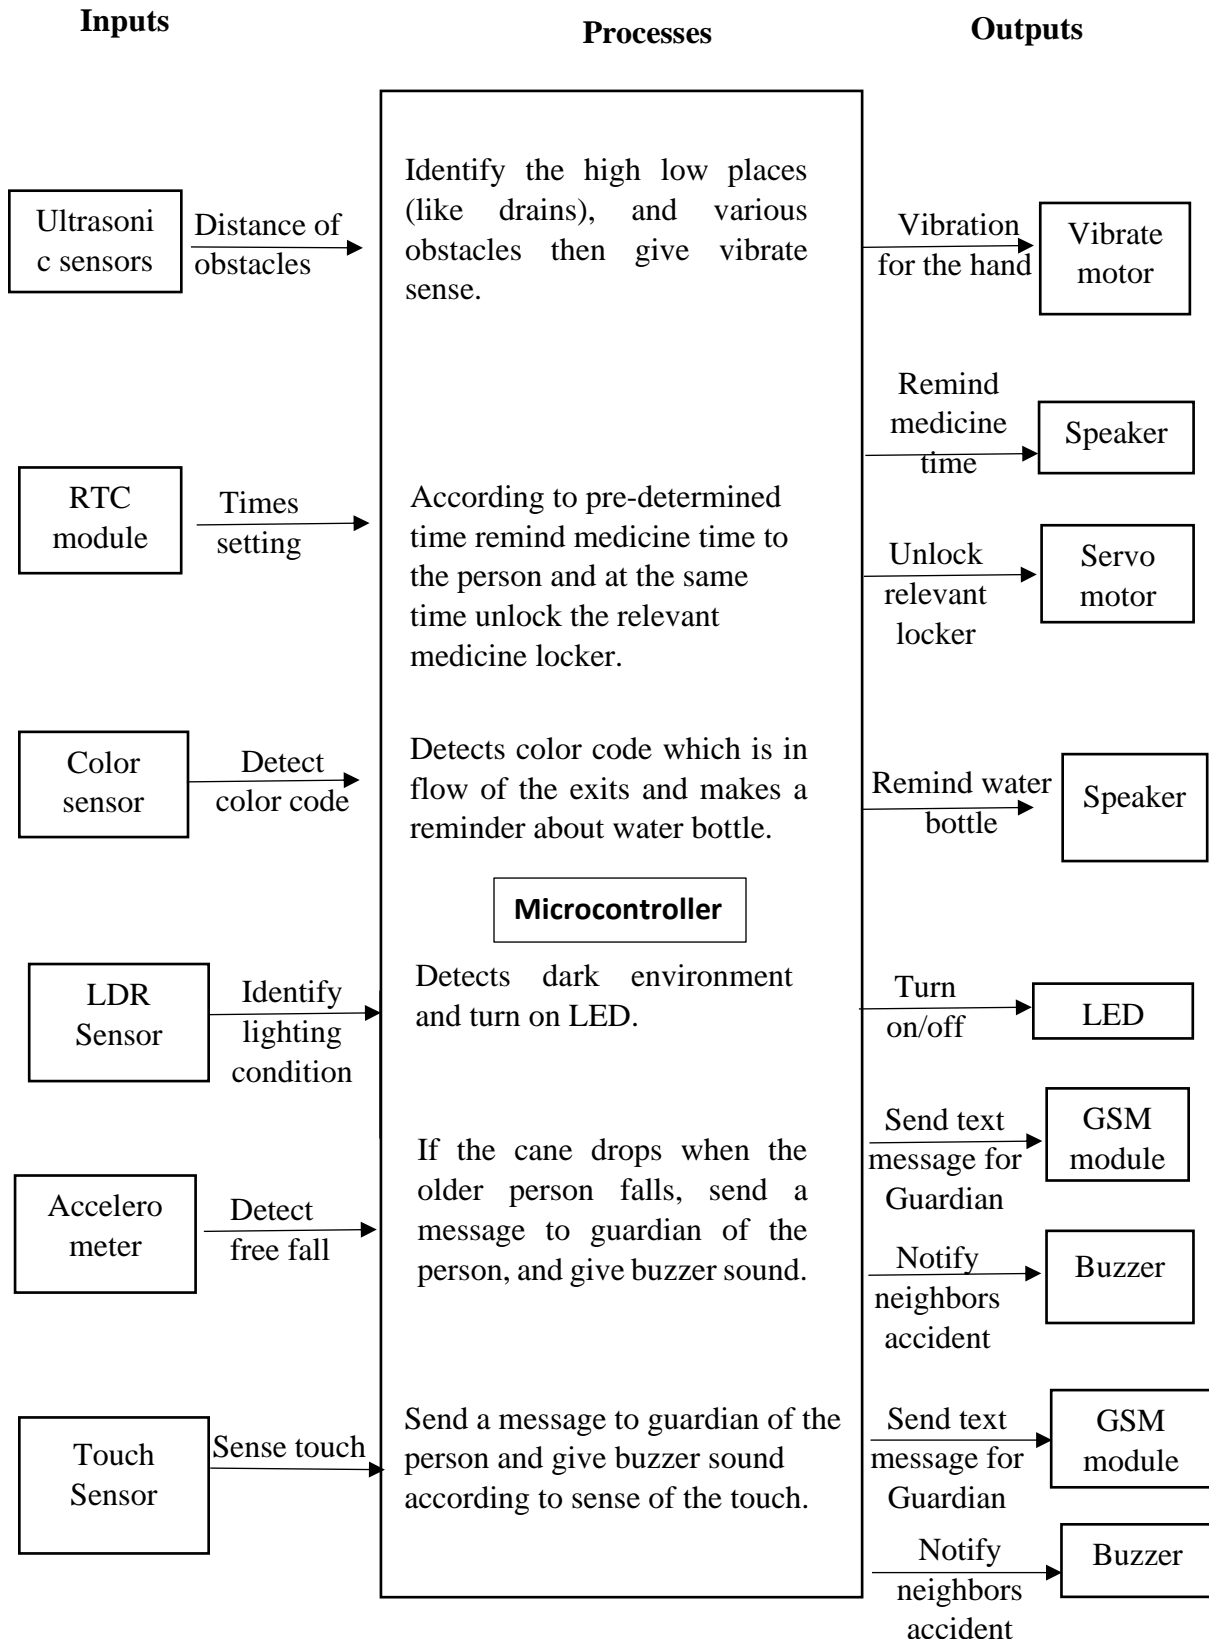 Inputs
Processes
Outputs
Ultrasoni
c sensors
Distance of
obstacles
Identify the high low places
(like drains), and various
obstacles then give vibrate
sense.
Vibration
for the hand
Vibrate
motor
Remind
medicine
time
Speaker
RTC
module
Times
setting
According to pre-determined
time remind medicine time to
the person and at the same
time unlock the relevant
medicine locker.
Unlock
relevant
locker
Servo
motor
Color
sensor
Detect
color code
Detects color code which is in
flow of the exits and makes a
reminder about water bottle.
Remind water
bottle
Speaker
Microcontroller
LDR
Sensor
Identify
lighting
condition
Detects dark environment
and turn on LED.
Turn
on/off
LED
Accelero
meter
Detect
free fall
If the cane drops when the
older person falls, send a
message to guardian of the
person, and give buzzer sound.
Send text
message for
Guardian
GSM
module
Notify
neighbors
accident
Buzzer
Touch
Sensor
Sense touch
Send a message to guardian of the
person and give buzzer sound
according to sense of the touch.
Send text
message for
Guardian
GSM
module
Notify
neighbors
accident
Buzzer